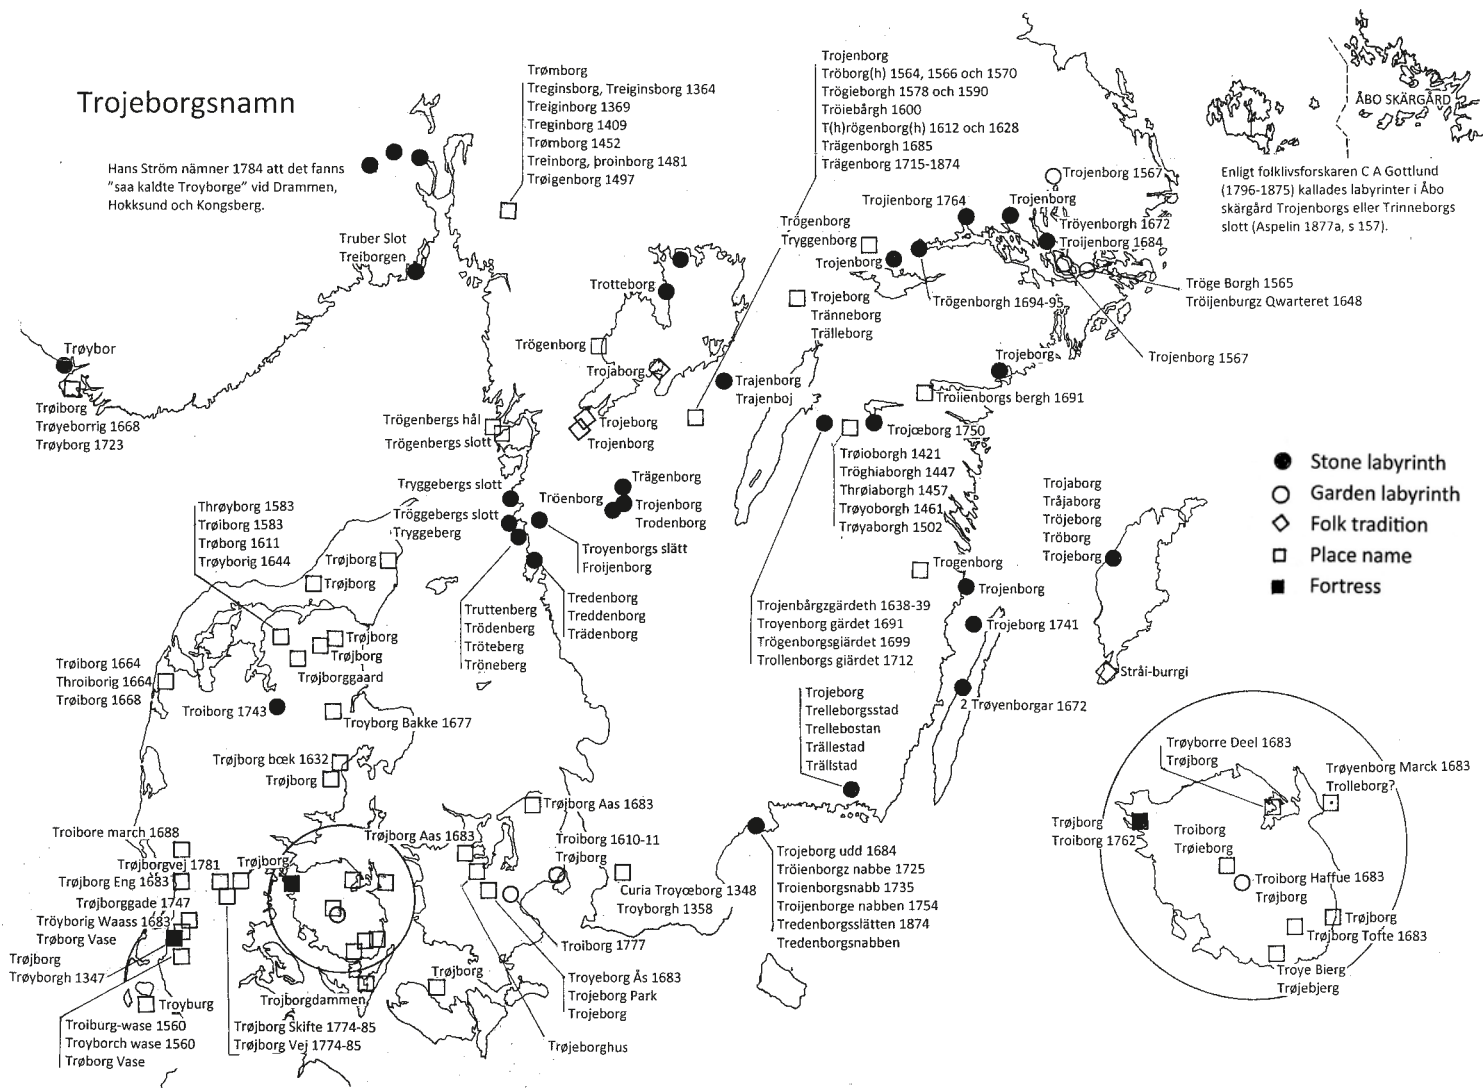 Trojeborgsnamn
Hans Ström nämner 1784 att det fanns
”saa kaldte Troyborge” vid Drammen,
Hokksund och Kongsberg.
Trømborg
Treginsborg, Treiginsborg 1364
Treiginborg 1369
Treginborg 1409
Trømborg 1452
Treinborg, þroinborg 1481
Trøigenborg 1497
Trojenborg
Tröborg(h) 1564, 1566 och 1570
Trögieborgh 1578 och 1590
Tröiebårgh 1600
T(h)rögenborg(h) 1612 och 1628
Trägenborgh 1685
Trägenborg 1715-1874
ÅBO SKÄRGÅRD
Enligt folklivsforskaren C A Gottlund
(1796-1875) kallades labyrinter i Åbo
skärgård Trojenborgs eller Trinneborgs
slott (Aspelin 1877a, s 157).
Trojenborg 1567
Trojienborg 1764
Trojenborg
Tröyenborgh 1672
Troijenborg 1684
Trögenborg
Tryggenborg
Trojenborg
Trögenborgh 1694-95
Tröge Borgh 1565
Tröijenburgz Qwarteret 1648
Trojenborg 1567
Truber Slot
Treiborgen
Trotteborg
Trojeborg
Tränneborg
Trälleborg
Trøybor
Trøiborg
Trøyeborrig 1668
Trøyborg 1723
Trögenborg
Trojaborg
Trojeborg
Trojenborg
Trajenborg
Trajenboj
Trojeborg
Troiienborgs bergh 1691
Trojœborg 1750
Trögenbergs hål
Trögenbergs slott
Trøioborgh 1421
Tröghiaborgh 1447
Thrøiaborgh 1457
Trøyoborgh 1461
Trøyaborgh 1502
Stone labyrinth
Garden labyrinth
Folk tradition
Place name
Fortress
Tryggebergs slott
Tröggebergs slott
Tryggeberg
Trägenborg
Tröenborg
Trojenborg
Trodenborg
Troyenborgs slätt
Froijenborg
Trojaborg
Tråjaborg
Tröjeborg
Tröborg
Trojeborg
Thrøyborg 1583
Trøiborg 1583
Trøborg 1611
Trøyborig 1644
Trøjborg
Trøjborg
Trogenborg
Trojenborg
Trojeborg 1741
Truttenberg
Trödenberg
Tröteberg
Tröneberg
Tredenborg
Treddenborg
Trädenborg
Trojenbårgzgärdeth 1638-39
Troyenborg gärdet 1691
Trögenborgsgiärdet 1699
Trollenborgs giärdet 1712
Trøjborg
Trøjborg
Trøjborggaard
Trøiborg 1664
Throiborig 1664
Trøiborg 1668
Troiborg 1743
Troyborg Bakke 1677
Stråi-burrgi
2 Trøyenborgar 1672
Trojeborg
Trelleborgsstad
Trellebostan
Trällestad
Trällstad
Trøjborg bœk 1632
Trøjborg
Trøyborre Deel 1683
Trøjborg
Trøyenborg Marck 1683
Trolleborg?
Trøjborg
Troiborg 1762
Troiborg
Trøieborg
Troiborg Haffue 1683
Trøjborg
Trøjborg
Trøjborg Tofte 1683
Troye Bierg
Trøjebjerg
Trøjborg Aas 1683
Trøjborg Aas 1683
Troiborg 1610-11
Trøjborg
Curia Troyœborg 1348
Troyborgh 1358
Trojeborg udd 1684
Tröienborgz nabbe 1725
Troienborgsnabb 1735
Troijenborge nabben 1754
Tredenborgsslätten 1874
Tredenborgsnabben
Troibore march 1688
Trøjborgvej 1781
Trøjborg
Trøjborg Eng 1683
Trøjborggade 1747
Tröyborig Waass 1683
Trøborg Vase
Trøjborg
Trøyborgh 1347
Troyburg
Troiburg-wase 1560
Troyborch wase 1560
Trøborg Vase
Trojborgdammen
Trøjborg Skifte 1774-85
Trøjborg Vej 1774-85
Trøjborg
Troiborg 1777
Troyeborg Ås 1683
Trojeborg Park
Trojeborg
Trøjeborghus